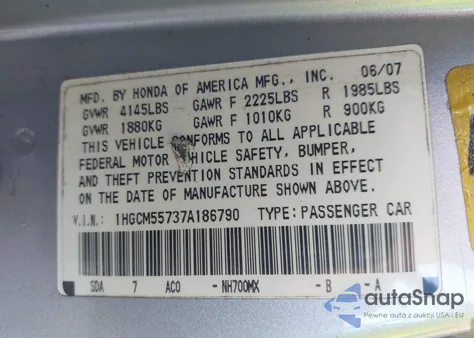 MFD. BY HONDA OF AMERICA MFG., INC. 06/07
GVWR 4145LBS GAWR F 2225LBS R 1985LBS
GVWR 1880KG GAWR F 1010KG R 900KG
THIS VEHICLE CONFORMS TO ALL APPLICABLE
FEDERAL MOTOR VEHICLE SAFETY, BUMPER,
AND THEFT PREVENTION STANDARDS IN EFFECT
ON THE DATE OF MANUFACTURE SHOWN ABOVE.
V.I.N.: 1HGCM55737A186790 TYPE: PASSENGER CAR
SDA 7 AC0 -NH700MX -B -A
autoSnap
Pewne auta z aukcji USA i EU